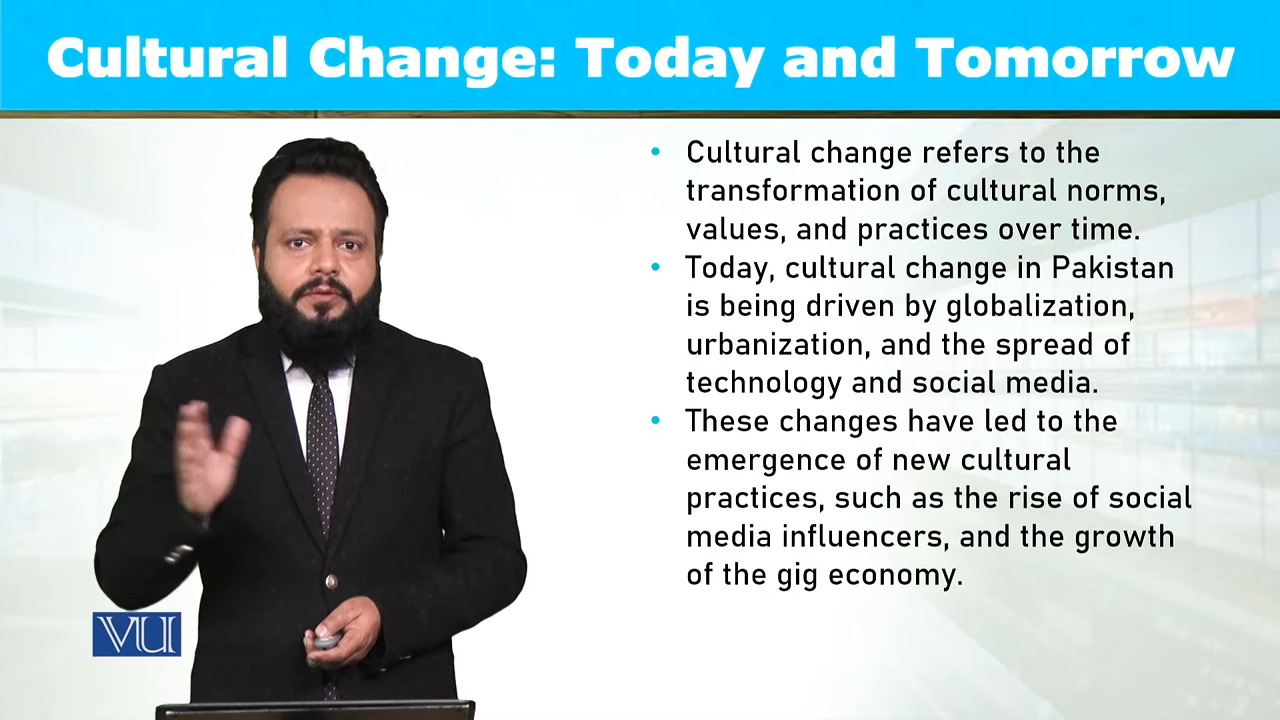 Cultural Change: Today and Tomorrow
• Cultural change refers to the
transformation of cultural norms,
values, and practices over time.
• Today, cultural change in Pakistan
is being driven by globalization,
urbanization, and the spread of
technology and social media.
• These changes have led to the
emergence of new cultural
practices, such as the rise of social
media influencers, and the growth
of the gig economy.
VU